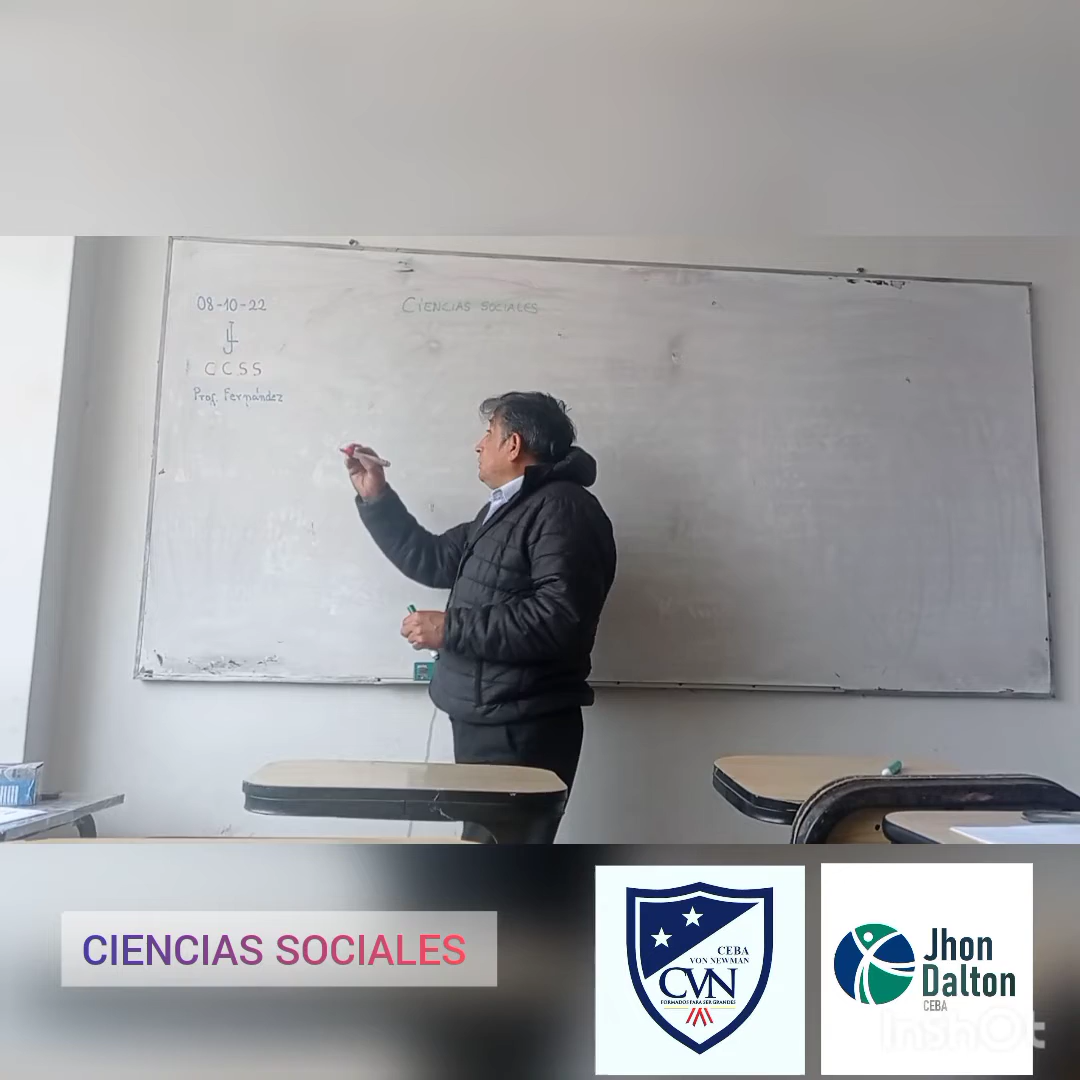 08-10-22
CIENCIAS SOCIALES
CCSS
Prof. Fernández
CIENCIAS SOCIALES
CEBA
VON NEWMAN
CVN
FORMADOS PARA SER GRANDES
Jhon
Dalton
CEBA
InShOt